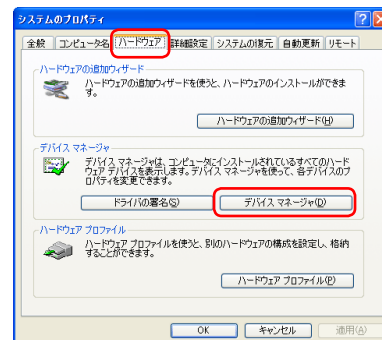 システムのプロパティ
全般 コンピュータ名 ハードウェア 詳細設定 システムの復元 自動更新 リモート
ハードウェアの追加ウィザード
ハードウェアの追加ウィザードを使うと、ハードウェアのインストールができま
す。
ハードウェアの追加ウィザード(H)
デバイス マネージャ
デバイス マネージャは、コンピュータにインストールされているすべてのハード
ウェア デバイスを表示します。デバイス マネージャを使って、各デバイスのプ
ロパティを変更できます。
ドライバの署名(S) デバイス マネージャ(D)
ハードウェア プロファイル
ハードウェア プロファイルを使うと、別のハードウェアの構成を設定し、格納
することができます。
ハードウェア プロファイル(P)
OK キャンセル 適用(A)